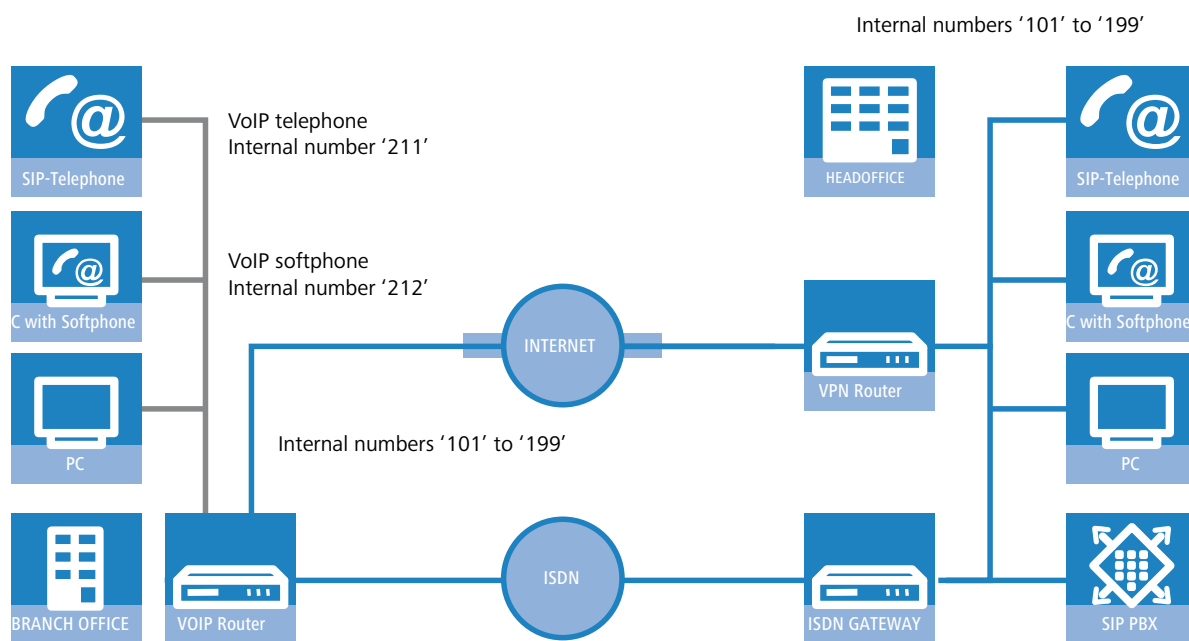 Internal numbers ‘101’ to ‘199’
SIP-Telephone
VoIP telephone
Internal number ‘211’
HEADOFFICE
SIP-Telephone
C with Softphone
VoIP softphone
Internal number ‘212’
INTERNET
VPN Router
C with Softphone
PC
Internal numbers ‘101’ to ‘199’
PC
BRANCH OFFICE
VOIP Router
ISDN
ISDN GATEWAY
SIP PBX